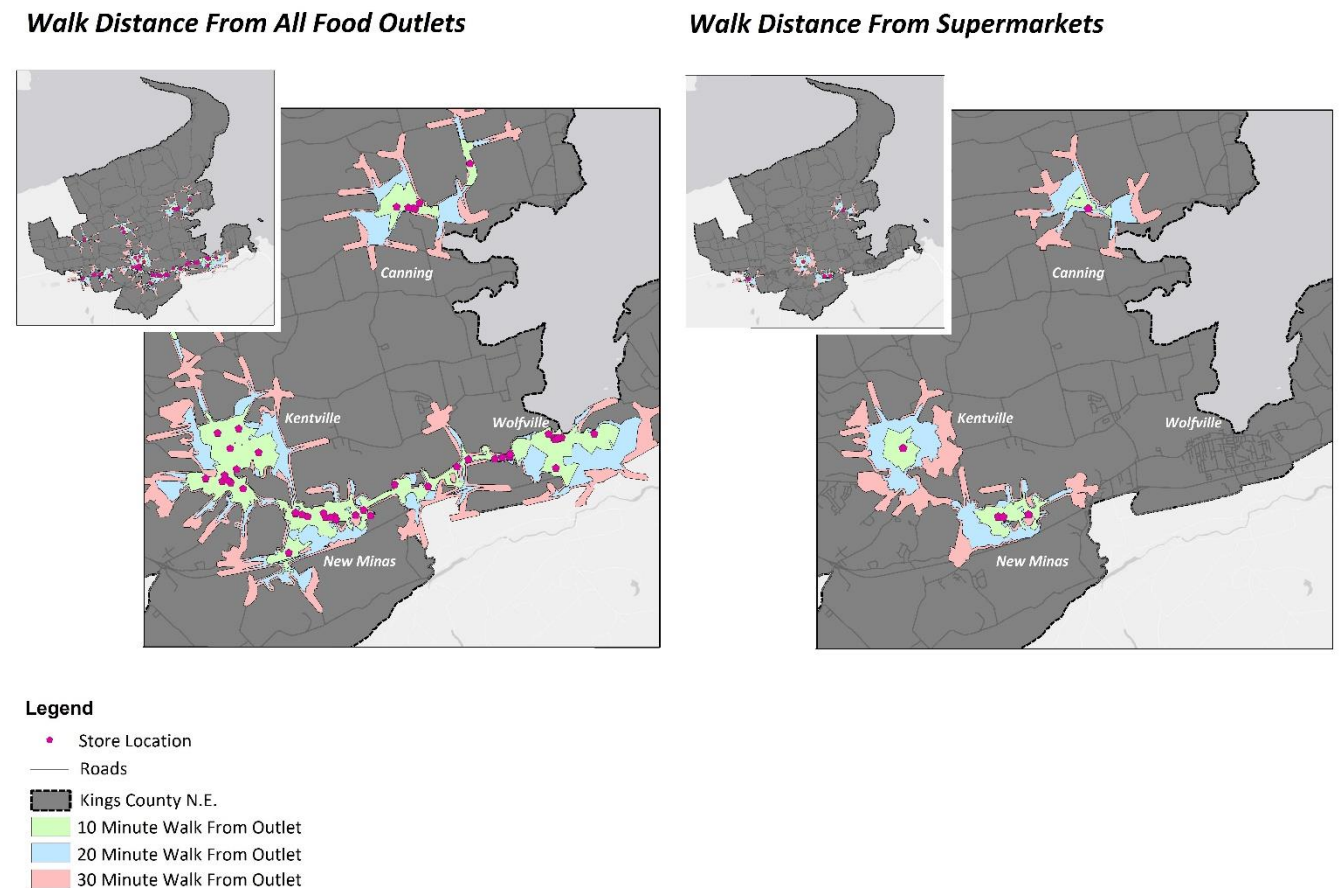 Walk Distance From All Food Outlets
Walk Distance From Supermarkets
Canning
Kentville
Wolfville
New Minas
Canning
Kentville
Wolfville
New Minas
Legend
Store Location
Roads
Kings County N.E.
10 Minute Walk From Outlet
20 Minute Walk From Outlet
30 Minute Walk From Outlet